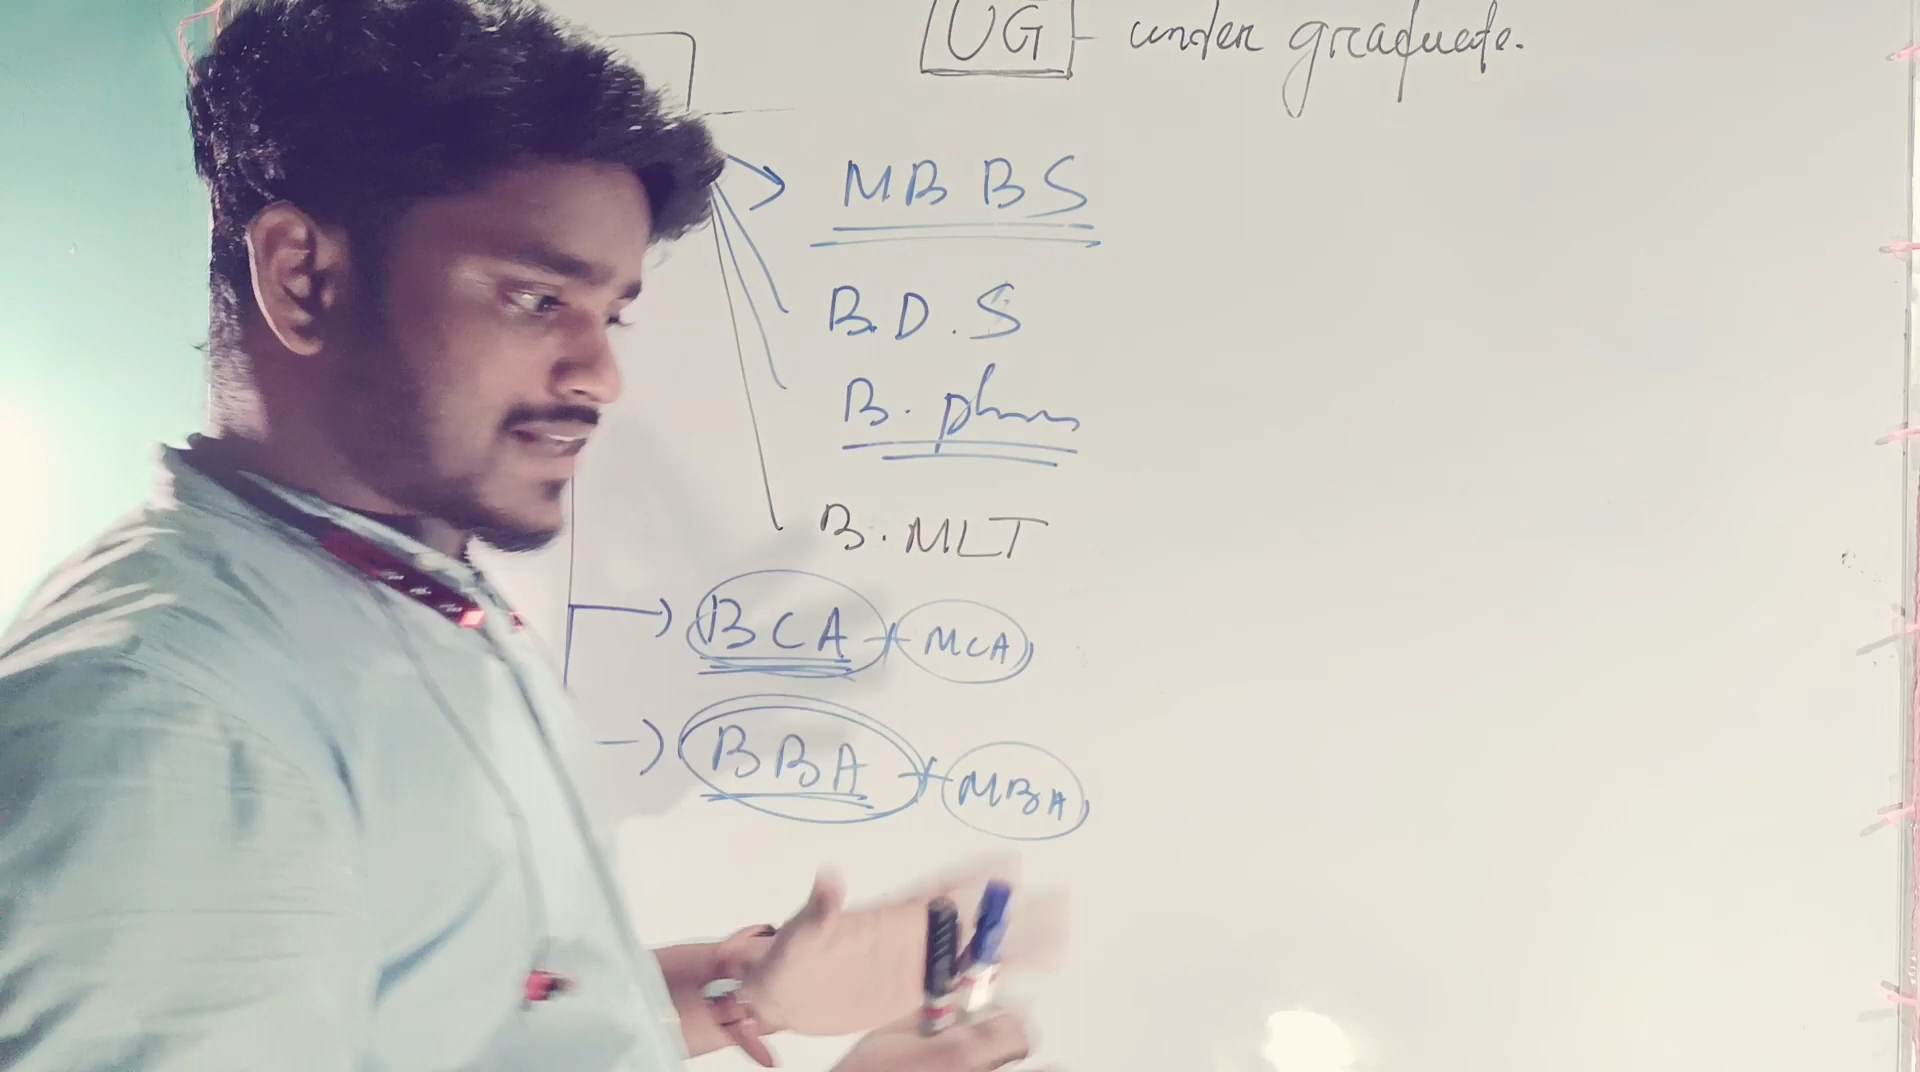 UG - under graduate.
MBBS
B.D.S
B. pharm
B.MLT
BCA + MCA
BBA + MBA